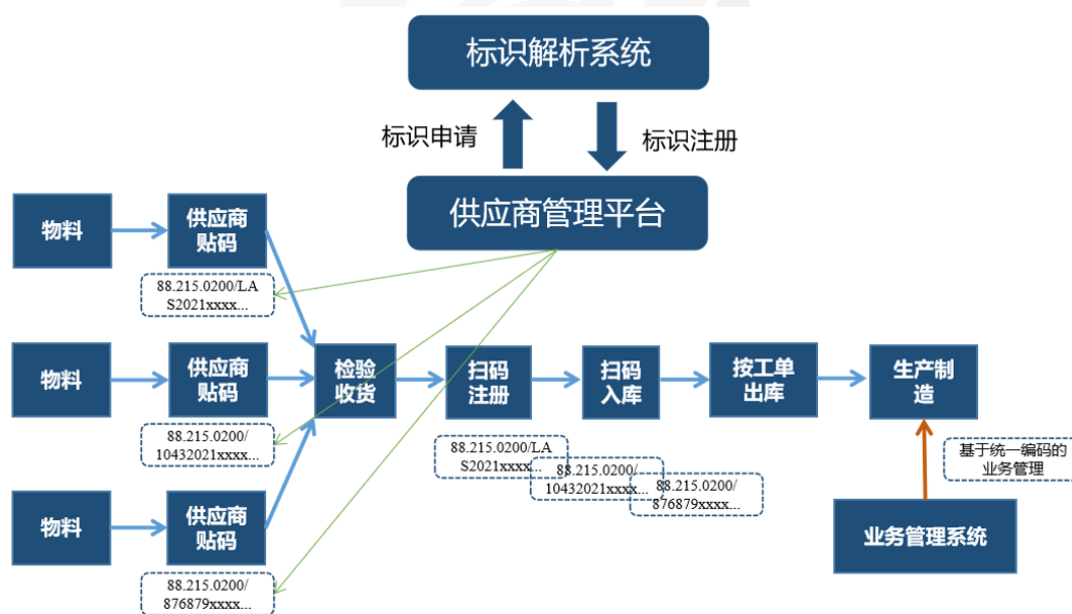 标识解析系统
标识申请
标识注册
供应商管理平台
物料
供应商
贴码
88.215.0200/LA
S2021xxxx...
物料
供应商
贴码
88.215.0200/
10432021xxxx...
物料
供应商
贴码
88.215.0200/
876879xxxx...
检验
收货
扫码
注册
扫码
入库
按工单
出库
生产制
造
88.215.0200/LA
S2021xxxx...
88.215.0200/
10432021xxxx...
88.215.0200/
876879xxxx...
基于统一编码的
业务管理
业务管理系统